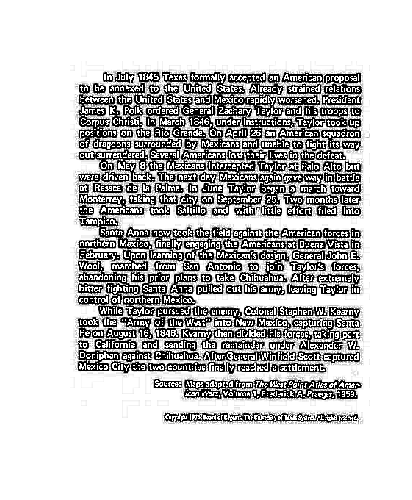 In July 1845 Texas formally accepted an American proposal
to be annexed to the United States. Already strained relations
between the United States and Mexico rapidly worsened. President
James K. Polk ordered General Zachary Taylor and his troops to
Corpus Christi. In March 1846, under instructions, Taylor took up
positions on the Rio Grande. On April 25 an American squadron
of dragoons surrounded by Mexicans and unable to fight its way
out surrendered. Several Americans lost their lives in the defeat.
On May 8 the Mexicans intercepted Taylor at Palo Alto but
were driven back. The next day Mexicans again gave way in battle
at Resaca de la Palma. In June Taylor began a march toward
Monterrey, taking that city on September 25. Two months later
the Americans took Saltillo and with little effort filed into
Tampico.
Santa Anna now took the field against the American forces in
northern Mexico, finally engaging the Americans at Buena Vista in
February. Upon learning of the Mexican's design, General John E.
Wool, marched from San Antonio to join Taylor's forces,
abandoning his prior plans to take Chihuahua. After extremely
bitter fighting Santa Anna pulled out his army, leaving Taylor in
control of northern Mexico.
While Taylor pursued the enemy, Colonel Stephen W. Kearny
took the "Army of the West" into New Mexico, capturing Santa
Fe on August 18, 1846. Kearny then divided his force, taking part
to California and sending the remainder under Alexander W.
Doniphan against Chihuahua. After General Winfield Scott captured
Mexico City the two countries finally reached a settlement.
Source: Maps adapted from The West Point Atlas of Amer-
ican Wars, Volume 1, Frederick A. Praeger, 1959.